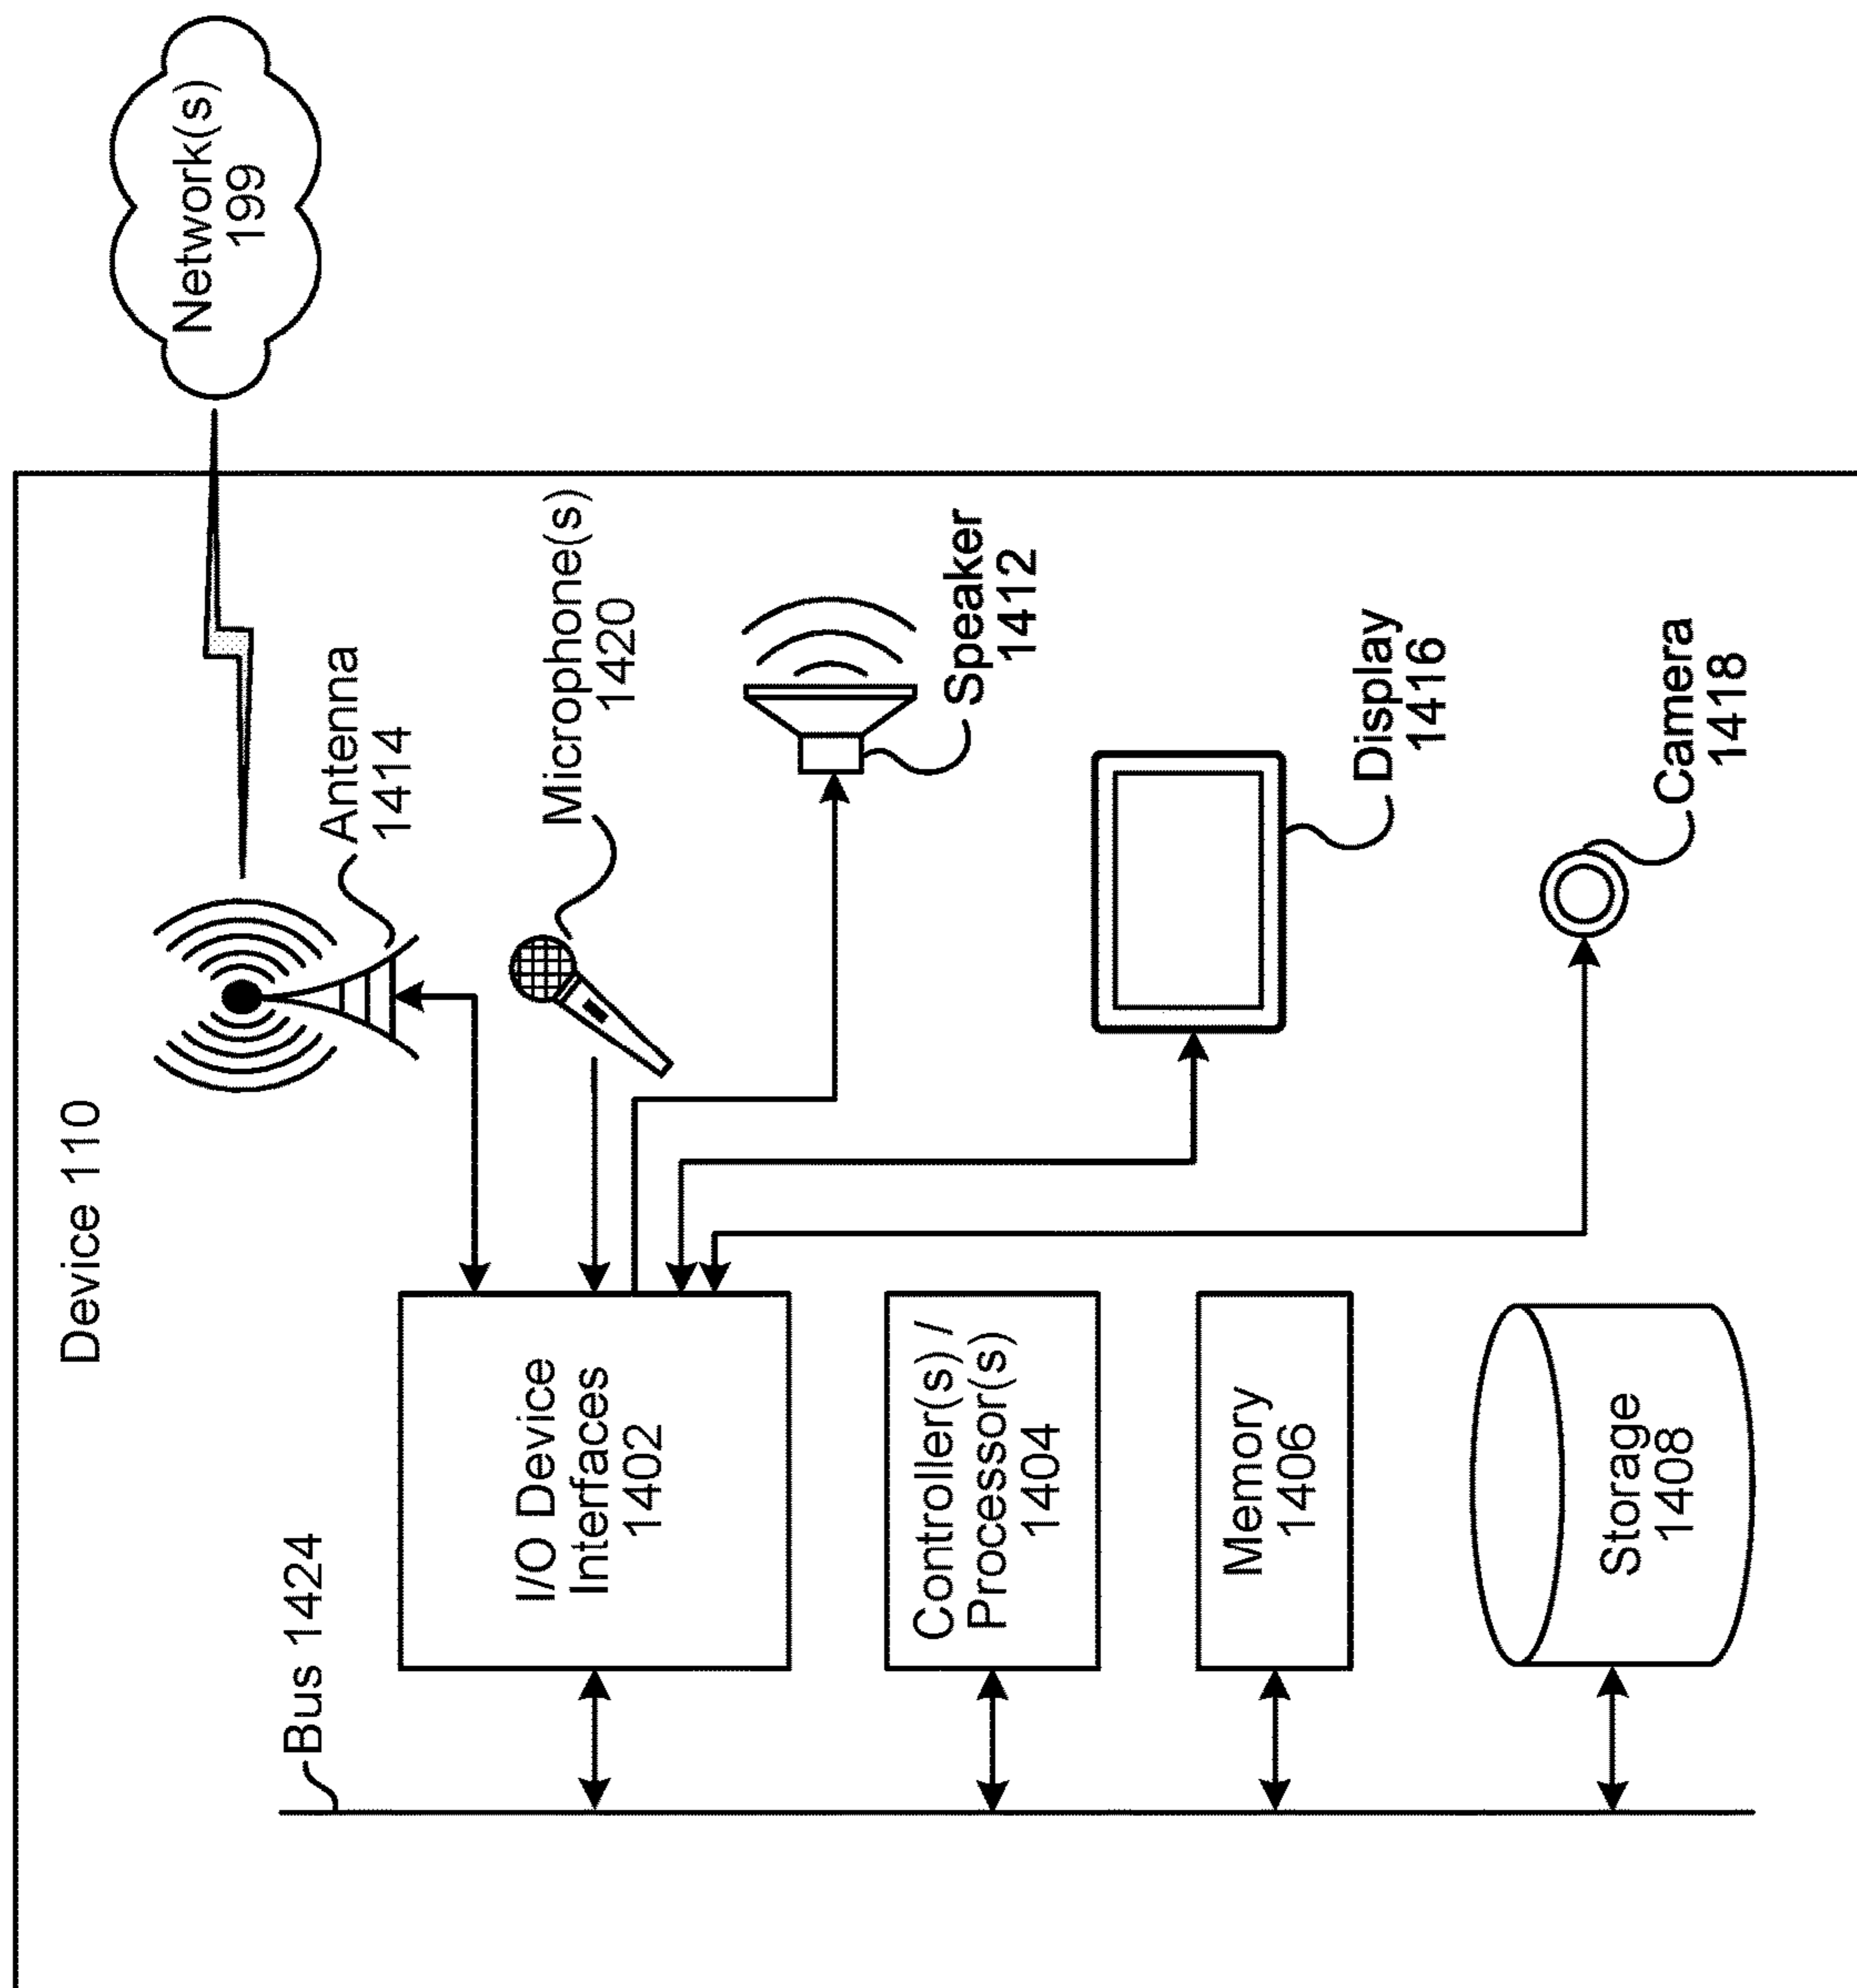 Device 110
Network(s)
199
Antenna
1414
Bus 1424
Microphone(s)
1420
I/O Device
Interfaces
1402
Speaker
1412
Controller(s) /
Processor(s)
1404
Display
1416
Memory
1406
Camera
1418
Storage
1408